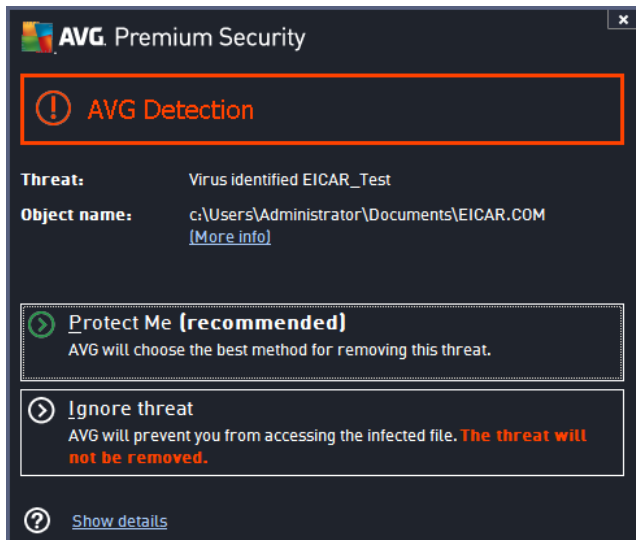 AVG. Premium Security
x
AVG Detection
Threat: Virus identified EICAR_Test
Object name: c:\Users\Administrator\Documents\EICAR.COM
(More info)
Protect Me (recommended)
AVG will choose the best method for removing this threat.
Ignore threat
AVG will prevent you from accessing the infected file. The threat will
not be removed.
Show details